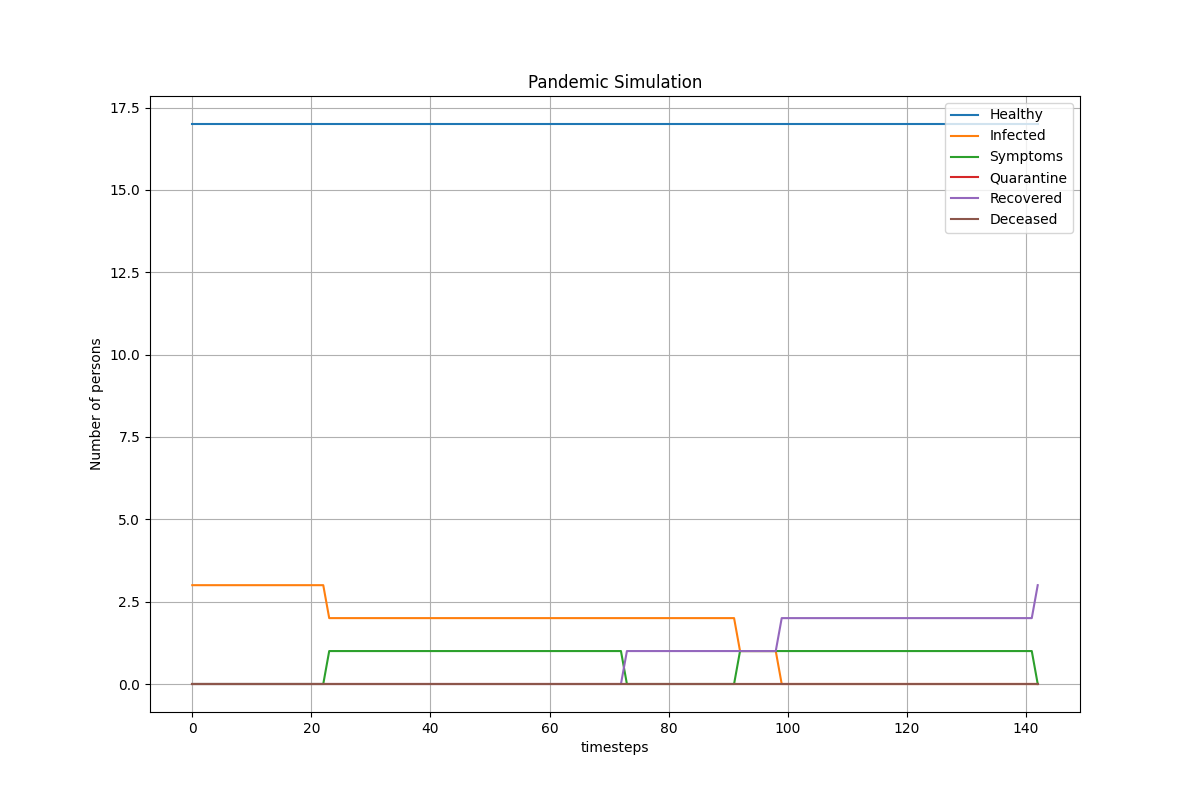 Pandemic Simulation
17.5
15.0
12.5
10.0
7.5
5.0
2.5
0.0
Number of persons
Healthy
Infected
Symptoms
Quarantine
Recovered
Deceased
0 20 40 60 80 100 120 140
timesteps